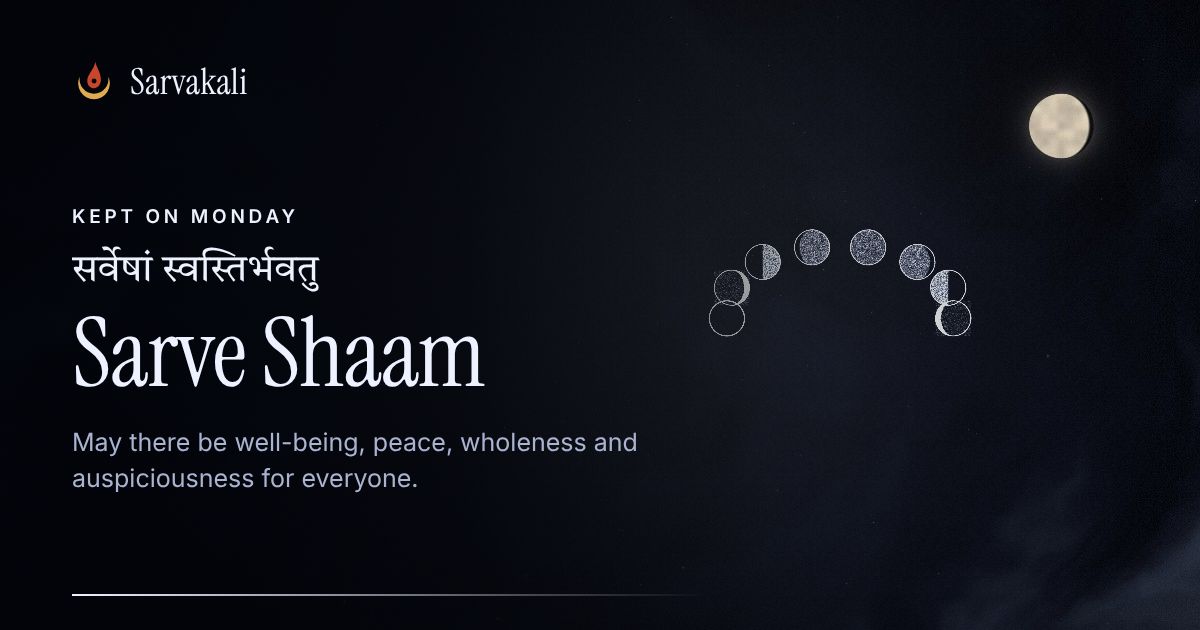 Sarvakali
KEPT ON MONDAY
सर्वेषां स्वस्तिर्भवतु
Sarve Shaam
May there be well-being, peace, wholeness and
auspiciousness for everyone.